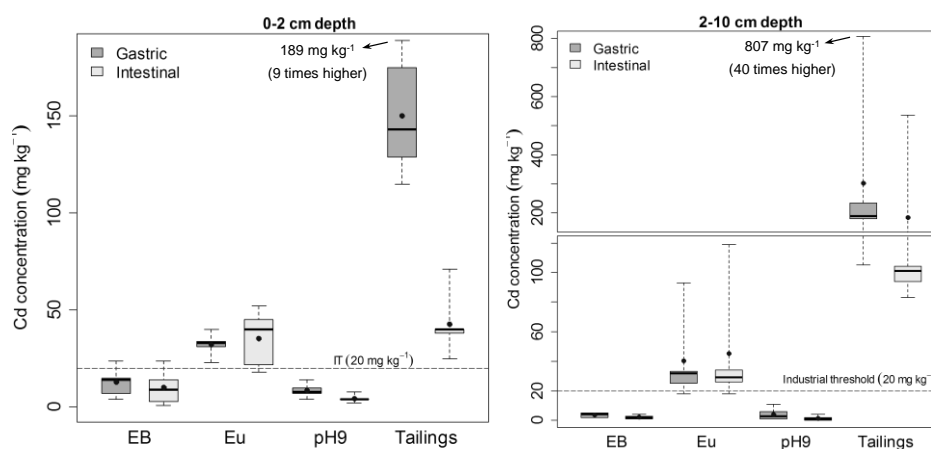 0-2 cm depth
Gastric
Intestinal
189 mg kg⁻¹
(9 times higher)
Cd concentration (mg kg⁻¹)
150
100
50
0
IT (20 mg kg⁻¹)
EB Eu pH9 Tailings
2-10 cm depth
Gastric
Intestinal
807 mg kg⁻¹
(40 times higher)
Cd concentration (mg kg⁻¹)
800
600
400
200
100
60
20
0
Industrial threshold (20 mg kg⁻
EB Eu pH9 Tailings